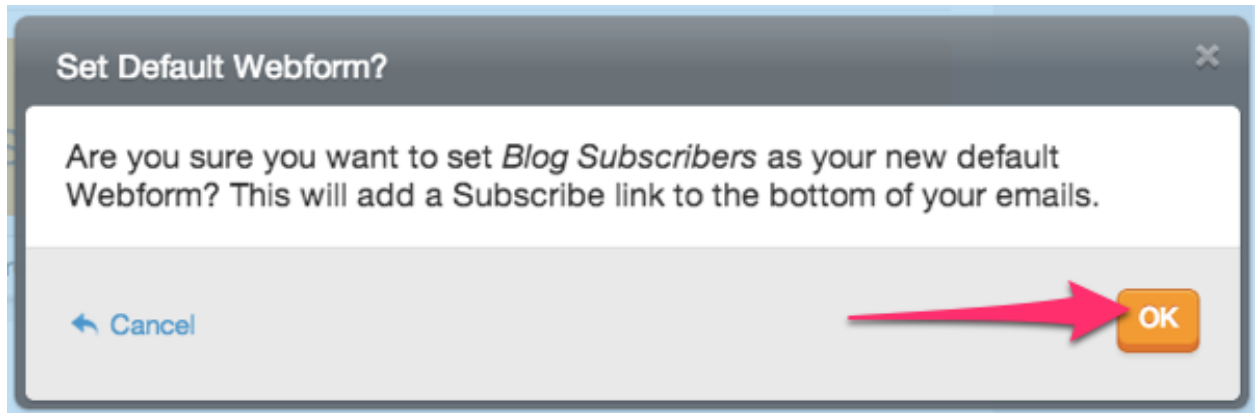 Set Default Webform?
Are you sure you want to set Blog Subscribers as your new default
Webform? This will add a Subscribe link to the bottom of your emails.
Cancel
OK